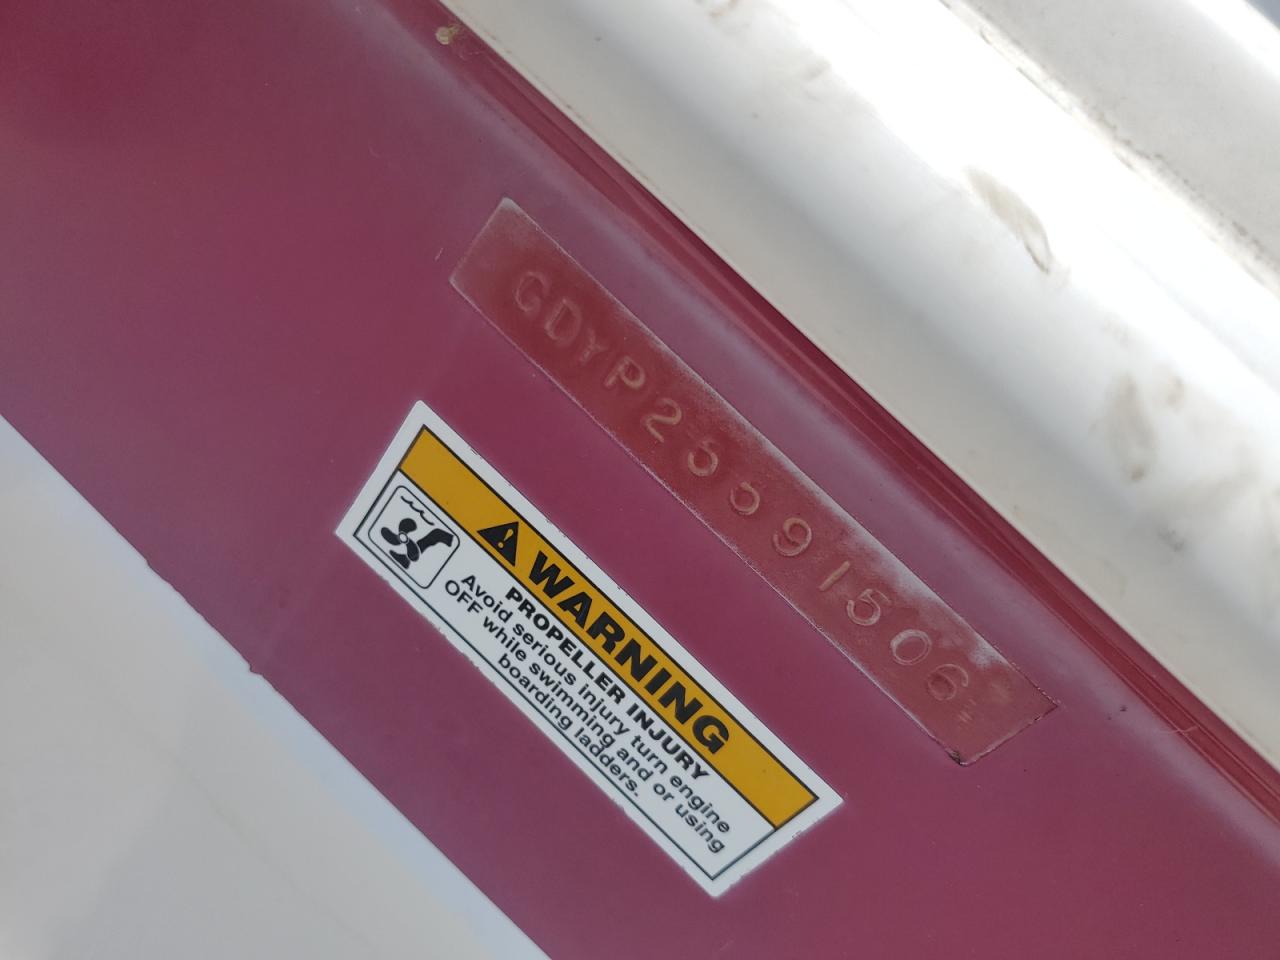 GDYP2559I506
WARNING
PROPELLER INJURY
Avoid serious injury turn engine
OFF while swimming and or using
boarding ladders.